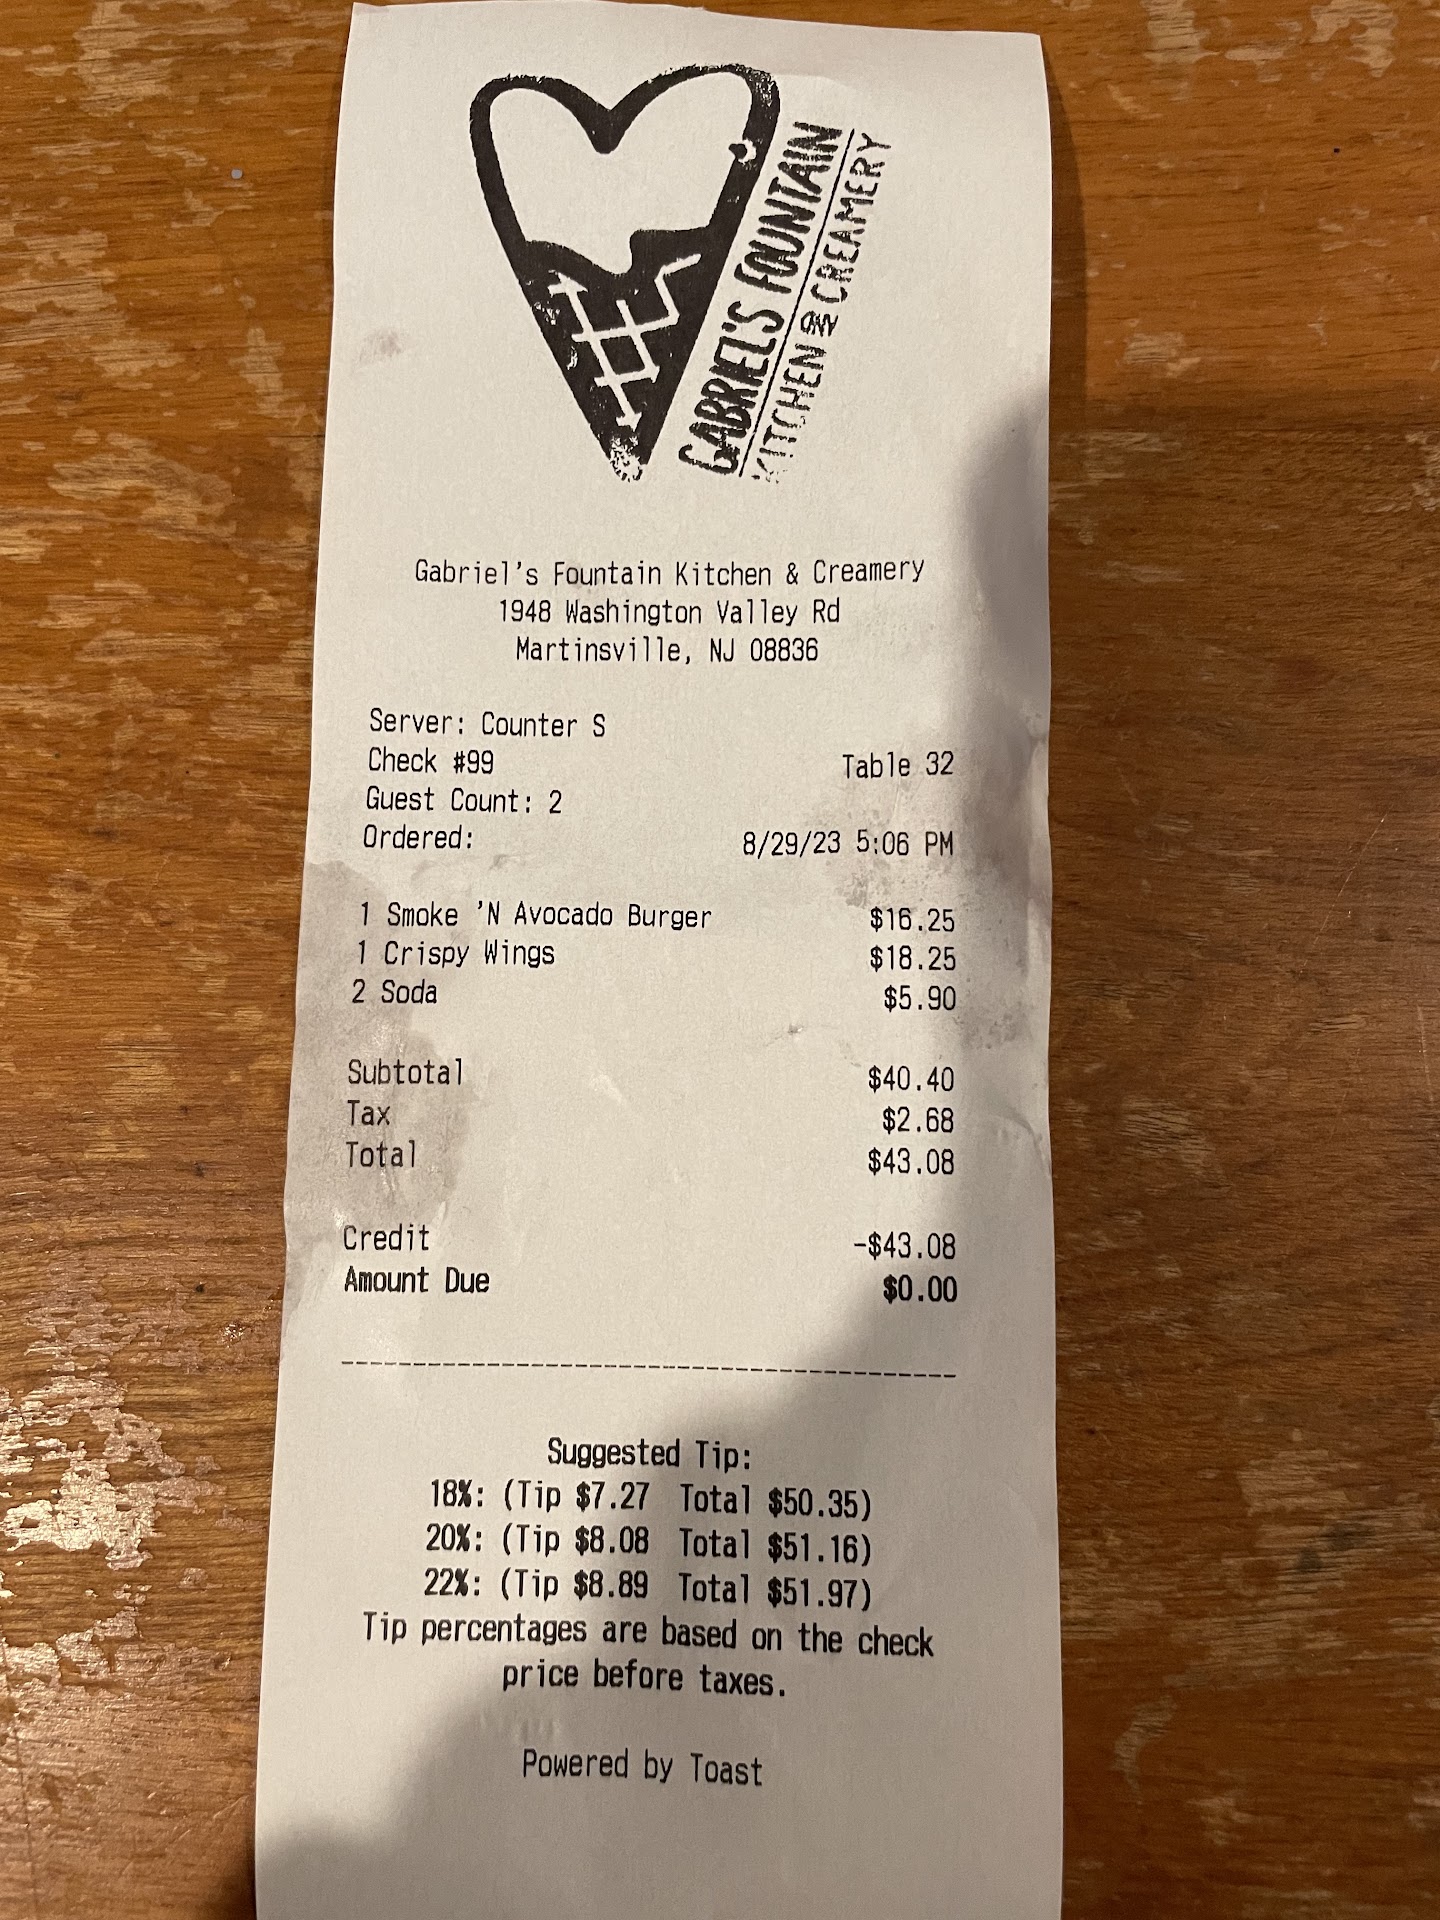 GABRIEL'S FOUNTAIN
KITCHEN AND CREAMERY
Gabriel's Fountain Kitchen & Creamery
1948 Washington Valley Rd
Martinsville, NJ 08836
Server: Counter S
Check #99 Table 32
Guest Count: 2
Ordered: 8/29/23 5:06 PM
1 Smoke 'N Avocado Burger $16.25
1 Crispy Wings $18.25
2 Soda $5.90
Subtotal $40.40
Tax $2.68
Total $43.08
Credit -$43.08
Amount Due $0.00
Suggested Tip:
18%: (Tip $7.27 Total $50.35)
20%: (Tip $8.08 Total $51.16)
22%: (Tip $8.89 Total $51.97)
Tip percentages are based on the check
price before taxes.
Powered by Toast